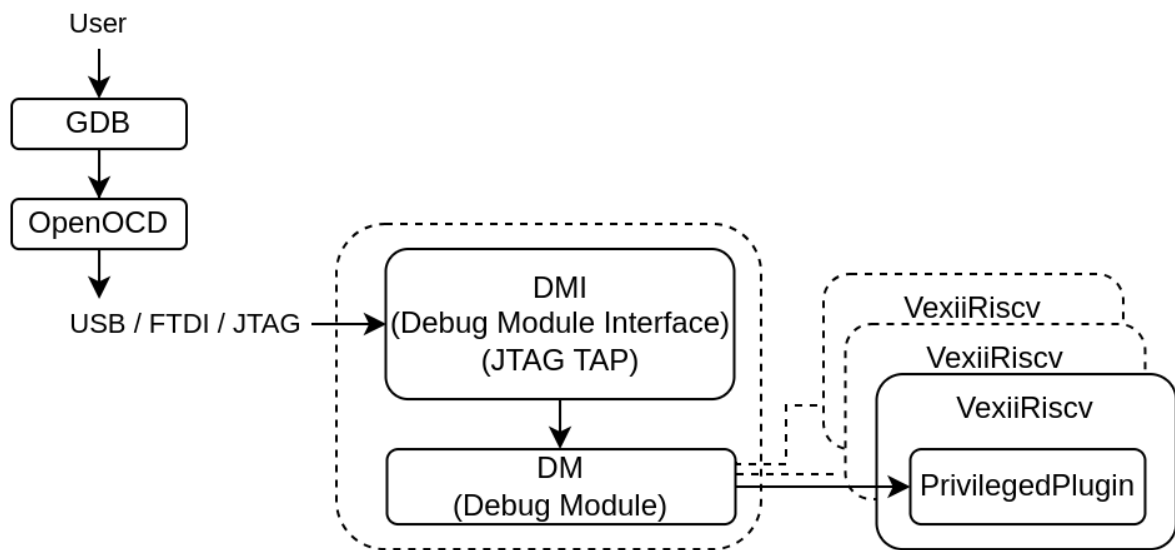 User
GDB
OpenOCD
USB / FTDI / JTAG
DMI
(Debug Module Interface)
(JTAG TAP)
DM
(Debug Module)
VexiiRiscv
VexiiRiscv
VexiiRiscv
PrivilegedPlugin